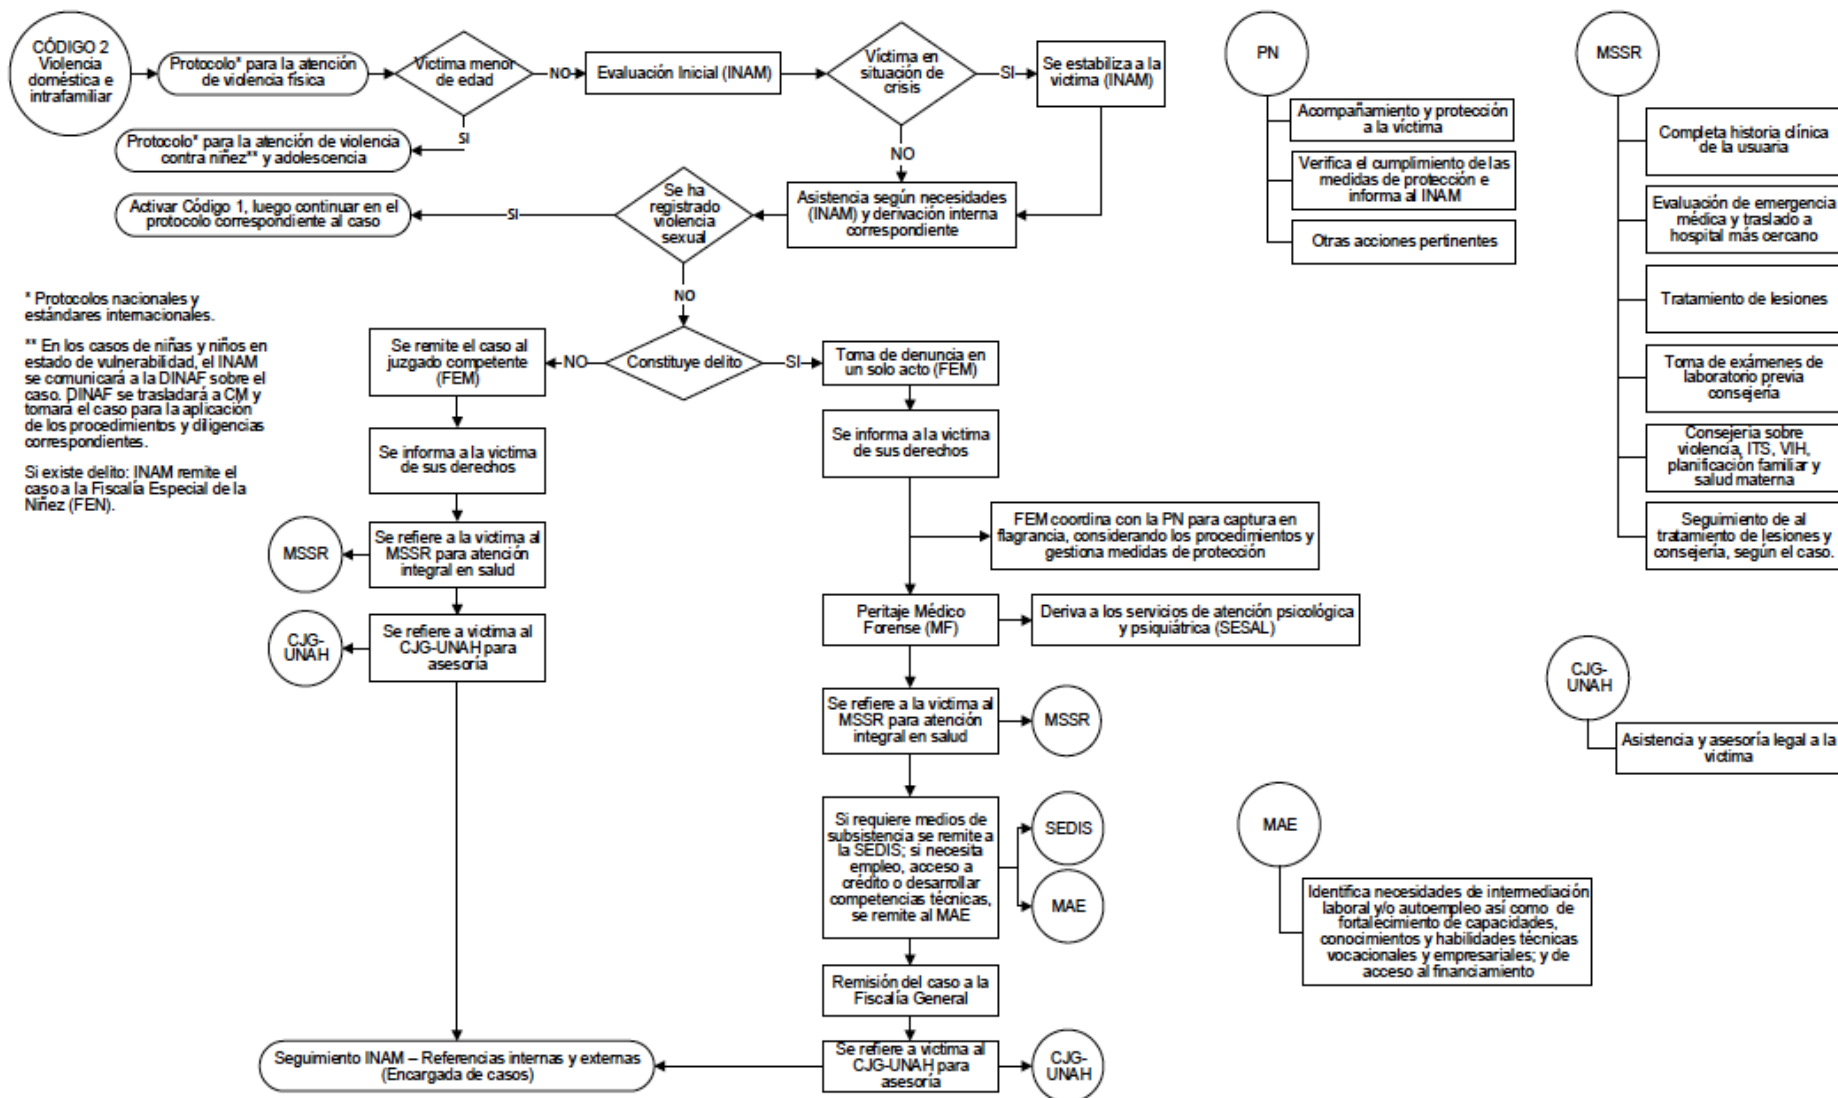 CÓDIGO 2
Violencia
doméstica e
intrafamiliar
Protocolo* para la atención
de violencia física
Víctima menor
de edad
NO
Evaluación Inicial (INAM)
Víctima en
situación de
crisis
SI
Se estabiliza a la
victima (INAM)
SI
Protocolo* para la atención de violencia
contra niñez** y adolescencia
NO
Asistencia según necesidades
(INAM) y derivación interna
correspondiente
Se ha
registrado
violencia
sexual
SI
Activar Código 1, luego continuar en el
protocolo correspondiente al caso
NO
Constituye delito
NO
Se remite el caso al
juzgado competente
(FEM)
Se informa a la victima
de sus derechos
Se refiere a la victima al
MSSR para atención
integral en salud
MSSR
Se refiere a victima al
CJG-UNAH para
asesoría
CJG-
UNAH
SI
Toma de denuncia en
un solo acto (FEM)
Se informa a la victima
de sus derechos
FEM coordina con la PN para captura en
flagrancia, considerando los procedimientos y
gestiona medidas de protección
Peritaje Médico
Forense (MF)
Deriva a los servicios de atención psicológica
y psiquiátrica (SESAL)
Se refiere a la victima al
MSSR para atención
integral en salud
MSSR
Si requiere medios de
subsistencia se remite a
la SEDIS; si necesita
empleo, acceso a
crédito o desarrollar
competencias técnicas,
se remite al MAE
SEDIS
MAE
Remisión del caso a la
Fiscalía General
Se refiere a victima al
CJG-UNAH para
asesoría
CJG-
UNAH
Seguimiento INAM – Referencias internas y externas
(Encargada de casos)
* Protocolos nacionales y
estándares internacionales.
** En los casos de niñas y niños en
estado de vulnerabilidad, el INAM
se comunicará a la DINAF sobre el
caso. DINAF se trasladará a CM y
tomará el caso para la aplicación
de los procedimientos y diligencias
correspondientes.
Si existe delito: INAM remite el
caso a la Fiscalía Especial de la
Niñez (FEN).
PN
Acompañamiento y protección
a la víctima
Verifica el cumplimiento de las
medidas de protección e
informa al INAM
Otras acciones pertinentes
MSSR
Completa historia clínica
de la usuaria
Evaluación de emergencia
médica y traslado a
hospital más cercano
Tratamiento de lesiones
Toma de exámenes de
laboratorio previa
consejería
Consejería sobre
violencia, ITS, VIH,
planificación familiar y
salud materna
Seguimiento de al
tratamiento de lesiones y
consejería, según el caso.
CJG-
UNAH
Asistencia y asesoría legal a la
victima
MAE
Identifica necesidades de intermediación
laboral y/o autoempleo así como de
fortalecimiento de capacidades,
conocimientos y habilidades técnicas
vocacionales y empresariales; y de
acceso al financiamiento